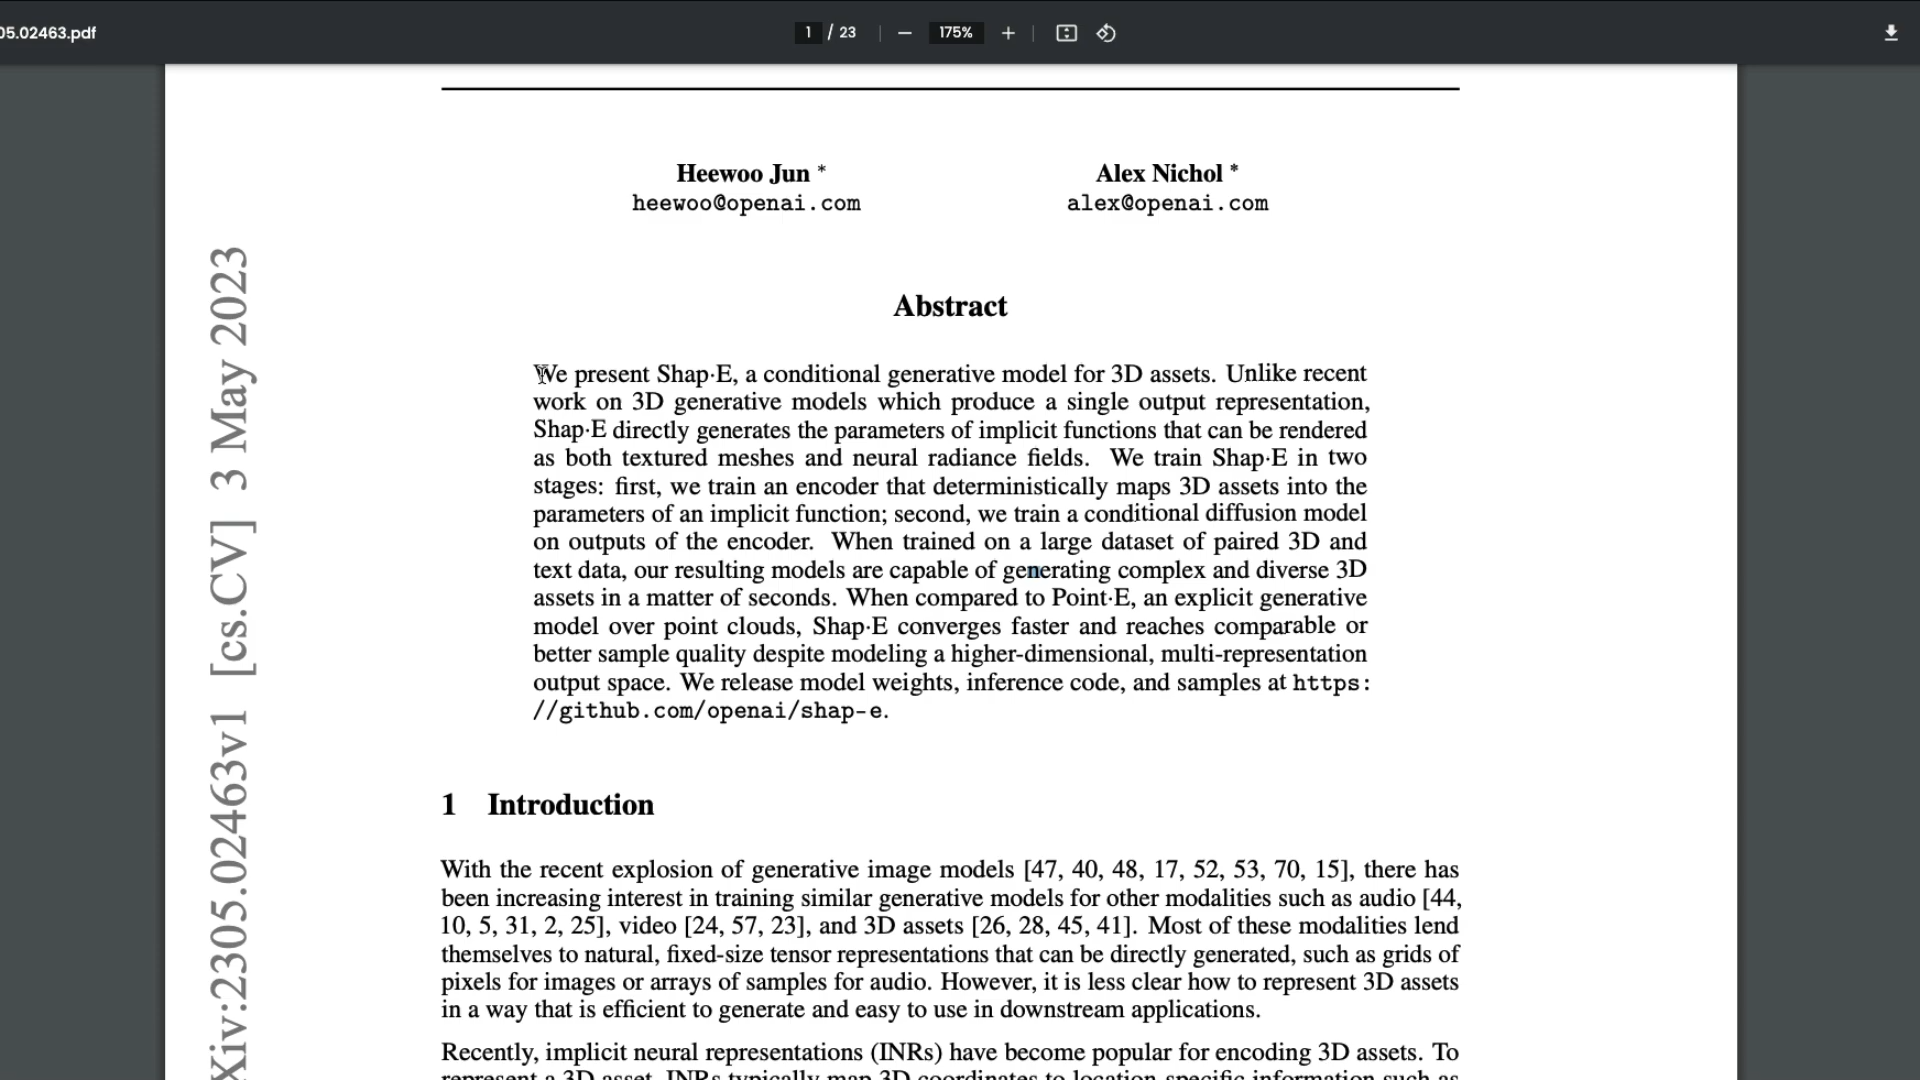 05.02463.pdf
1 / 23
175%
Heewoo Jun *
heewoo@openai.com
Alex Nichol *
alex@openai.com
Abstract
We present Shap·E, a conditional generative model for 3D assets. Unlike recent
work on 3D generative models which produce a single output representation,
Shap·E directly generates the parameters of implicit functions that can be rendered
as both textured meshes and neural radiance fields. We train Shap·E in two
stages: first, we train an encoder that deterministically maps 3D assets into the
parameters of an implicit function; second, we train a conditional diffusion model
on outputs of the encoder. When trained on a large dataset of paired 3D and
text data, our resulting models are capable of generating complex and diverse 3D
assets in a matter of seconds. When compared to Point·E, an explicit generative
model over point clouds, Shap·E converges faster and reaches comparable or
better sample quality despite modeling a higher-dimensional, multi-representation
output space. We release model weights, inference code, and samples at https:
//github.com/openai/shap-e.
Xiv:2305.02463v1 [cs.CV] 3 May 2023
1 Introduction
With the recent explosion of generative image models [47, 40, 48, 17, 52, 53, 70, 15], there has
been increasing interest in training similar generative models for other modalities such as audio [44,
10, 5, 31, 2, 25], video [24, 57, 23], and 3D assets [26, 28, 45, 41]. Most of these modalities lend
themselves to natural, fixed-size tensor representations that can be directly generated, such as grids of
pixels for images or arrays of samples for audio. However, it is less clear how to represent 3D assets
in a way that is efficient to generate and easy to use in downstream applications.
Recently, implicit neural representations (INRs) have become popular for encoding 3D assets. To
represent a 3D asset, INRs typically map 3D coordinates to location-specific information such as